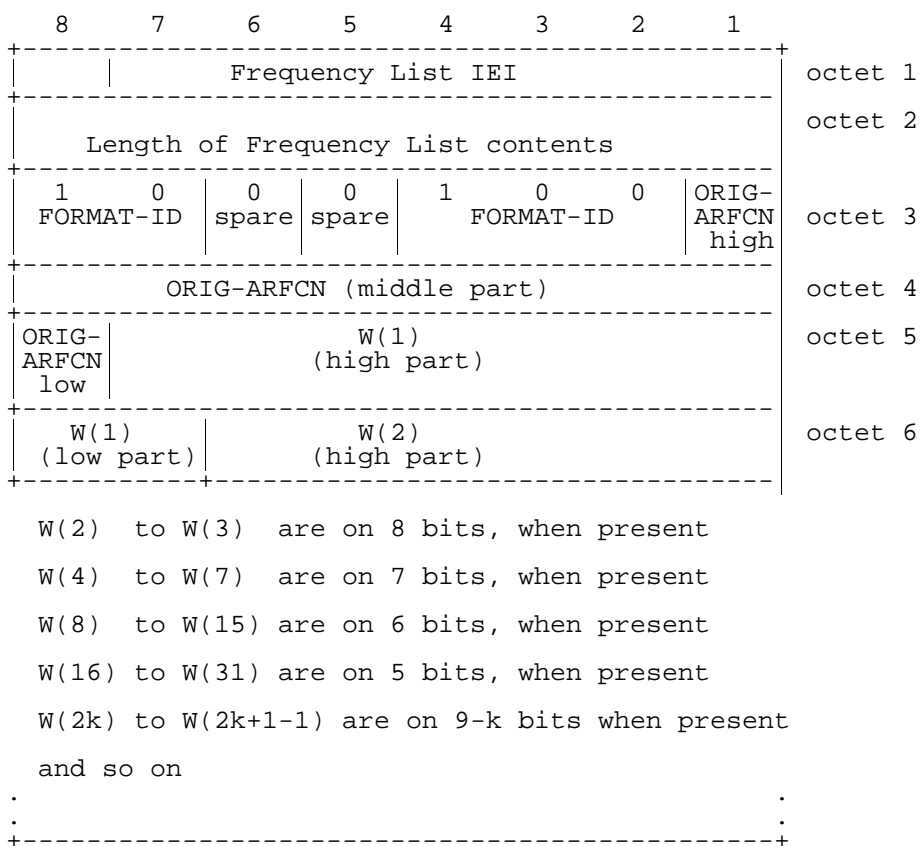 8 7 6 5 4 3 2 1
Frequency List IEI octet 1
octet 2
Length of Frequency List contents
1 0 0 0 1 0 0 ORIG-
FORMAT-ID spare spare FORMAT-ID ARFCN octet 3
high
ORIG-ARFCN (middle part) octet 4
ORIG- W(1) octet 5
ARFCN (high part)
low
W(1) W(2) octet 6
(low part) (high part)
W(2) to W(3) are on 8 bits, when present
W(4) to W(7) are on 7 bits, when present
W(8) to W(15) are on 6 bits, when present
W(16) to W(31) are on 5 bits, when present
W(2k) to W(2k+1-1) are on 9-k bits when present
and so on
. .
. .